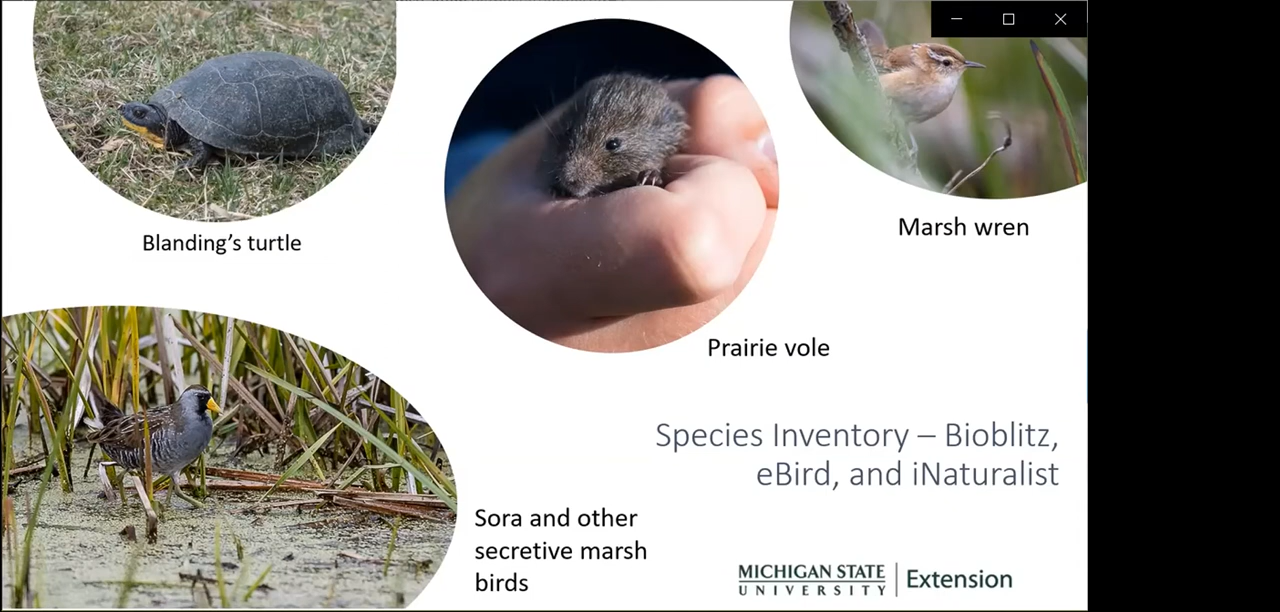 Blanding’s turtle
Marsh wren
Prairie vole
Species Inventory – Bioblitz,
eBird, and iNaturalist
Sora and other
secretive marsh
birds
MICHIGAN STATE
UNIVERSITY
Extension